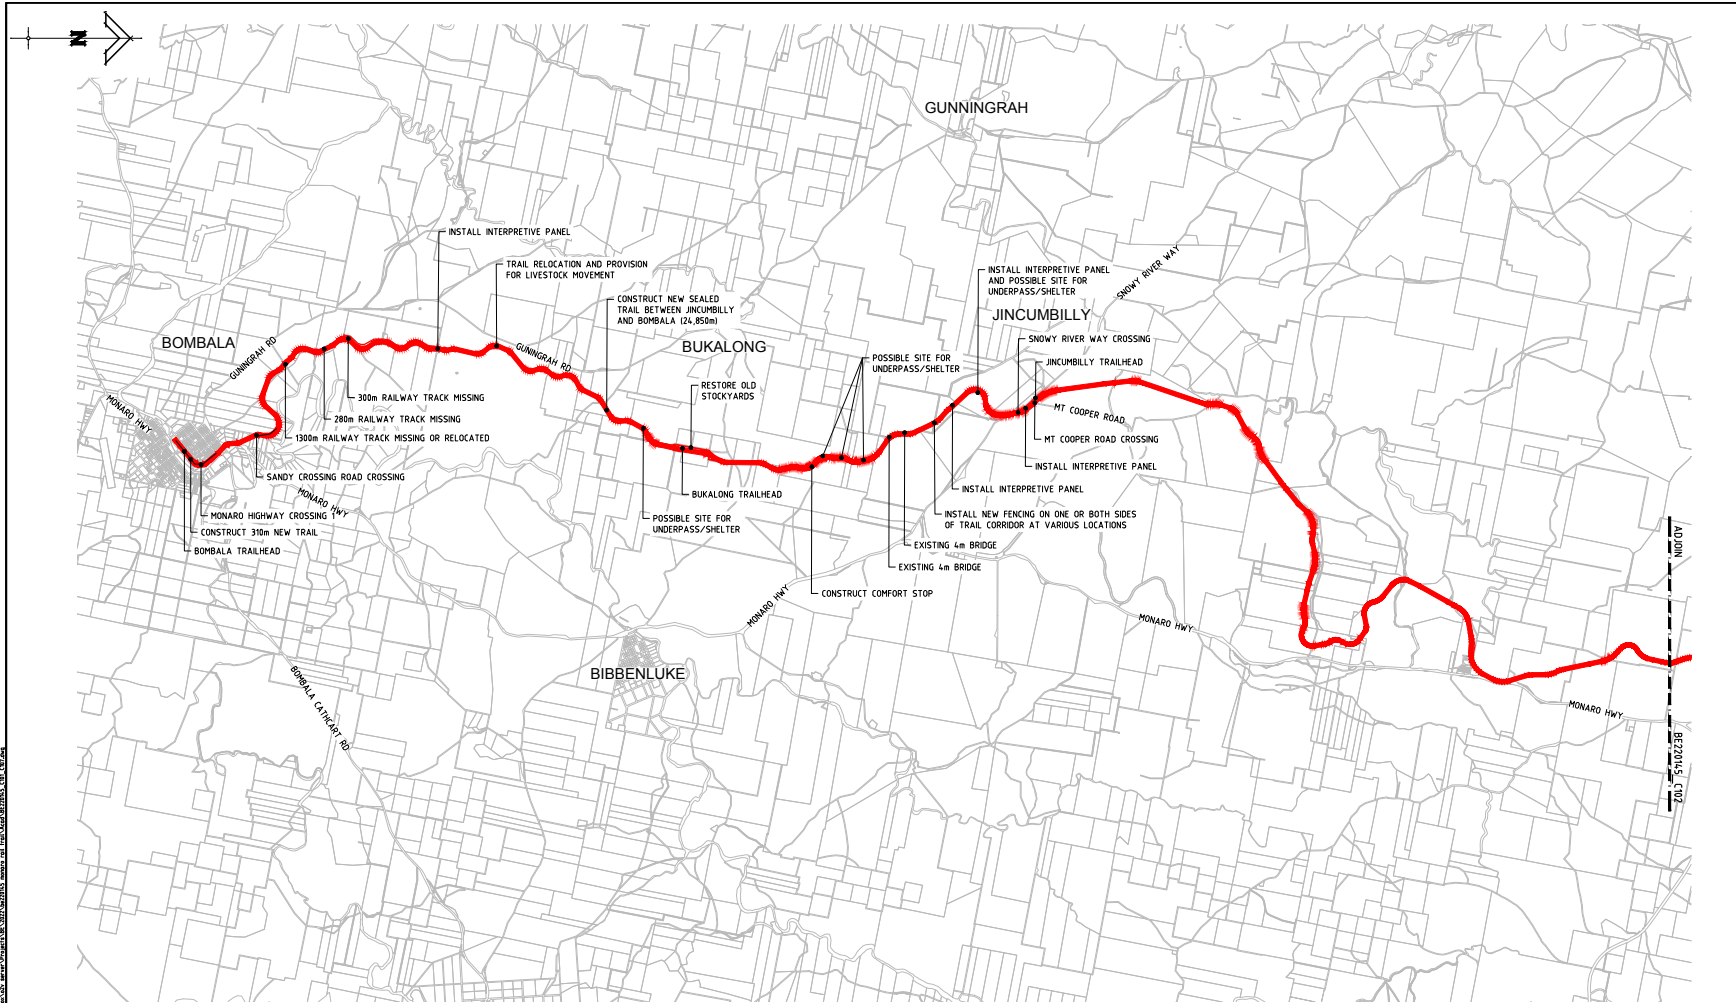 N
GUNNINGRAH
INSTALL INTERPRETIVE PANEL
TRAIL RELOCATION AND PROVISION
FOR LIVESTOCK MOVEMENT
CONSTRUCT NEW SEALED
TRAIL BETWEEN JINCUMBILLY
AND BOMBALA (24,850m)
INSTALL INTERPRETIVE PANEL
AND POSSIBLE SITE FOR
UNDERPASS/SHELTER
SNOWY RIVER WAY
JINCUMBILLY
SNOWY RIVER WAY CROSSING
JINCUMBILLY TRAILHEAD
BOMBALA
GUNINGRAH RD
GUNINGRAH RD
BUKALONG
POSSIBLE SITE FOR
UNDERPASS/SHELTER
RESTORE OLD
STOCKYARDS
MONARO HWY
300m RAILWAY TRACK MISSING
280m RAILWAY TRACK MISSING
1300m RAILWAY TRACK MISSING OR RELOCATED
MT COOPER ROAD
MT COOPER ROAD CROSSING
INSTALL INTERPRETIVE PANEL
SANDY CROSSING ROAD CROSSING
MONARO HWY
MONARO HIGHWAY CROSSING 1
CONSTRUCT 310m NEW TRAIL
BOMBALA TRAILHEAD
BUKALONG TRAILHEAD
POSSIBLE SITE FOR
UNDERPASS/SHELTER
INSTALL INTERPRETIVE PANEL
INSTALL NEW FENCING ON ONE OR BOTH SIDES
OF TRAIL CORRIDOR AT VARIOUS LOCATIONS
EXISTING 4m BRIDGE
EXISTING 4m BRIDGE
CONSTRUCT COMFORT STOP
MONARO HWY
MONARO HWY
BIBBENLUKE
BOMBALA CATHCART RD
MONARO HWY
ADJOIN
BE220145_C102